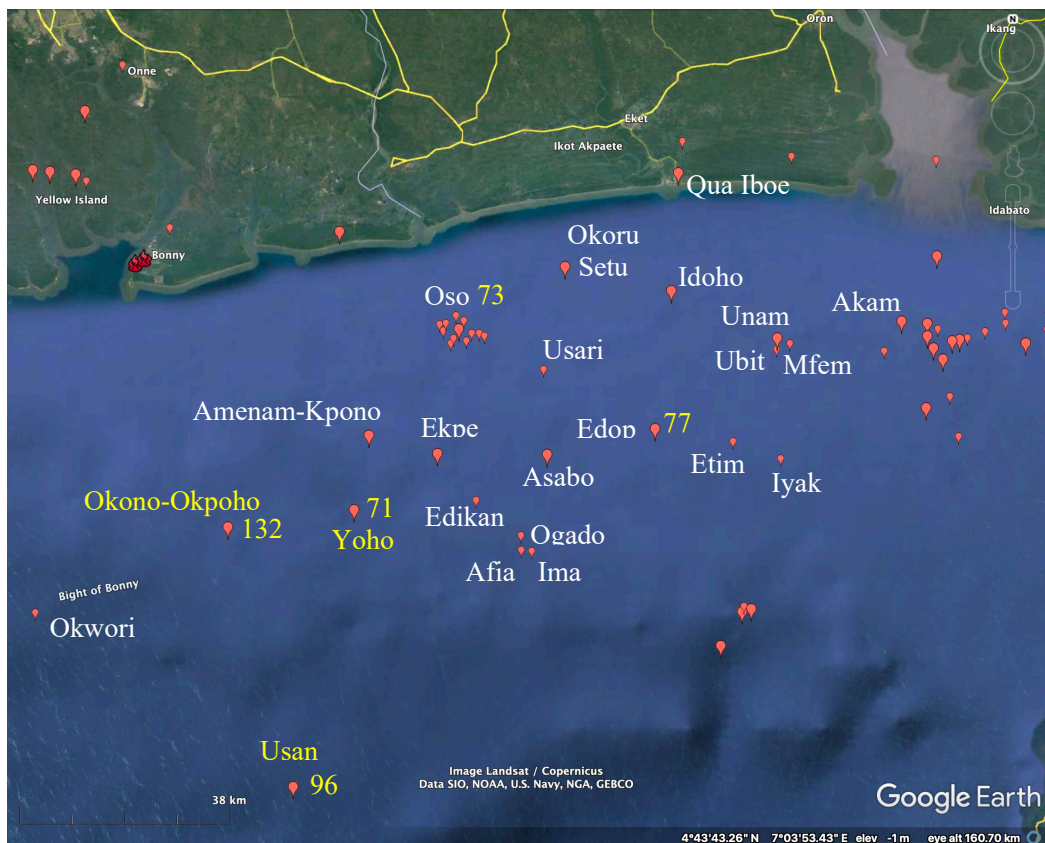 Oron
Ikang
N
Onne
Eket
Ikot Akpaete
Qua Iboe
Yellow Island
Idabato
Bonny
Okoru
Setu
Idoho
Oso 73
Akam
Unam
Usari
Ubit Mfem
Amenam-Kpono
Ekpe
Edop 77
Etim
Asabo
Iyak
Okono-Okpoho
132
71
Yoho
Edikan
Ogado
Afia Ima
Bight of Bonny
Okwori
Usan
96
Image Landsat / Copernicus
Data SIO, NOAA, U.S. Navy, NGA, GEBCO
38 km
Google Earth
4°43'43.26" N 7°03'53.43" E elev -1 m eye alt 160.70 km